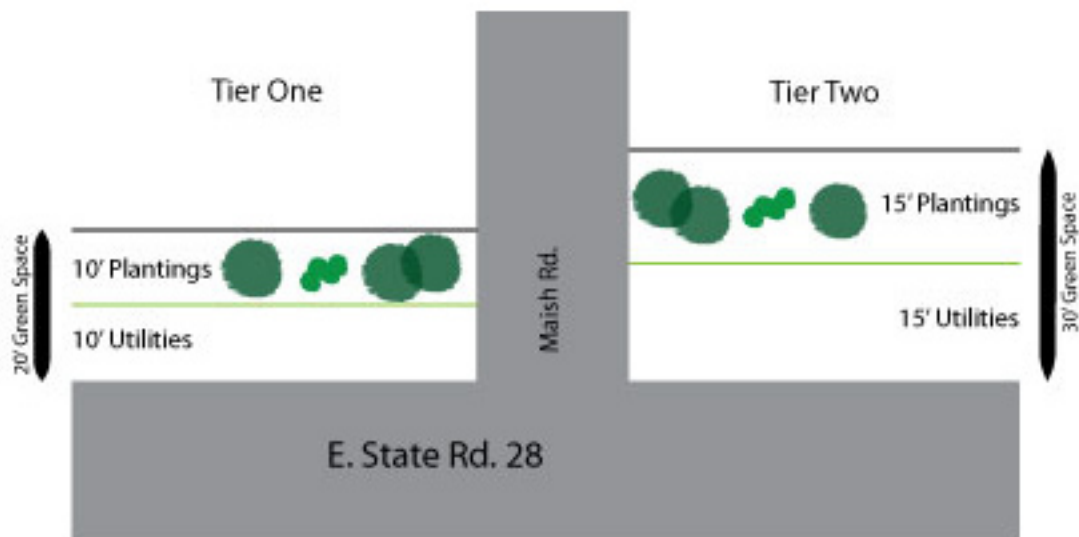 Tier One
Tier Two
20' Green Space
10' Plantings
10' Utilities
Maish Rd.
15' Plantings
15' Utilities
30' Green Space
E. State Rd. 28